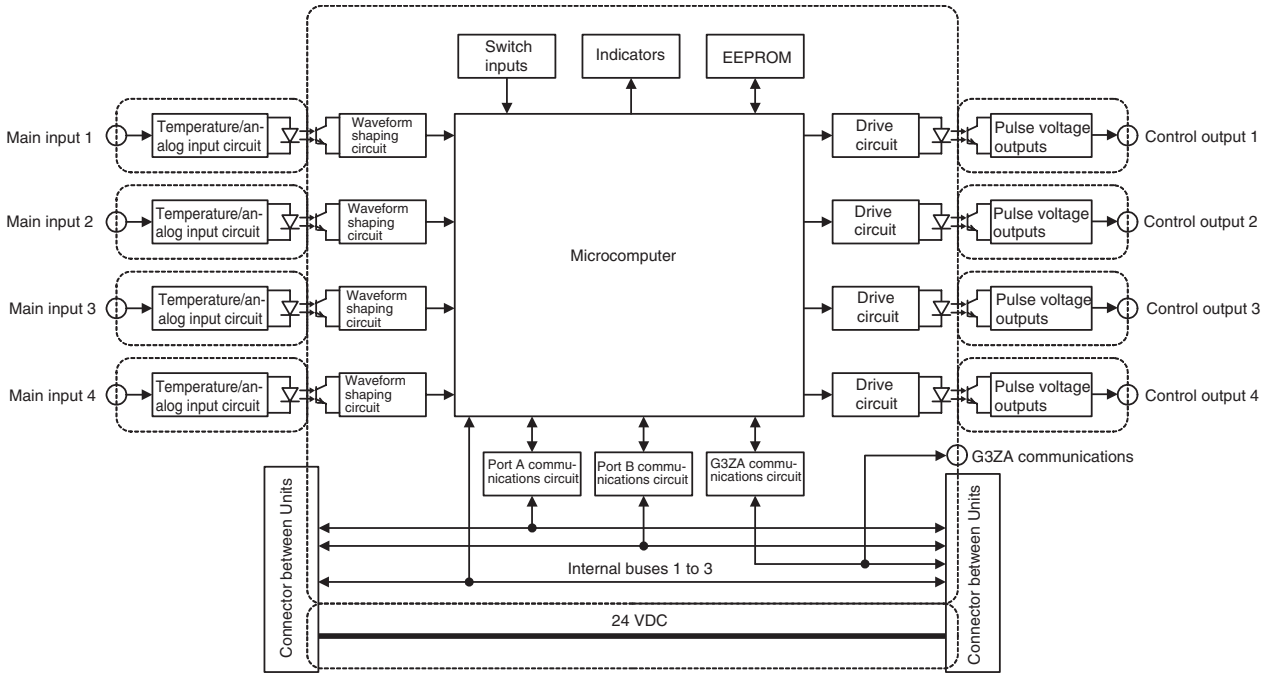 Switch
inputs
Indicators
EEPROM
Main input 1
Temperature/an-
alog input circuit
Waveform
shaping
circuit
Drive
circuit
Pulse voltage
outputs
Control output 1
Main input 2
Temperature/an-
alog input circuit
Waveform
shaping
circuit
Drive
circuit
Pulse voltage
outputs
Control output 2
Microcomputer
Main input 3
Temperature/an-
alog input circuit
Waveform
shaping
circuit
Drive
circuit
Pulse voltage
outputs
Control output 3
Main input 4
Temperature/an-
alog input circuit
Waveform
shaping
circuit
Drive
circuit
Pulse voltage
outputs
Control output 4
Port A commu-
nications circuit
Port B commu-
nications circuit
G3ZA commu-
nications circuit
G3ZA communications
Connector between Units
Connector between Units
Internal buses 1 to 3
24 VDC